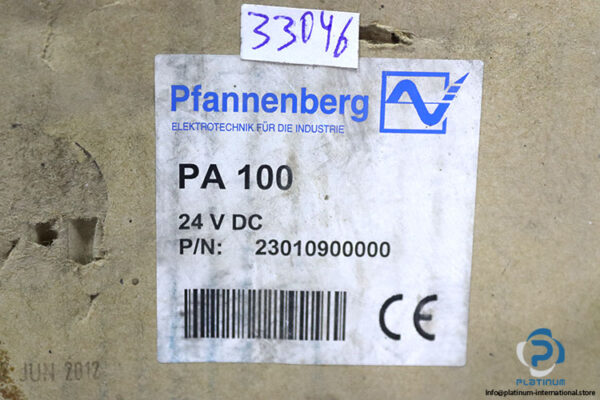 33046
Pfannenberg
ELEKTROTECHNIK FÜR DIE INDUSTRIE
PA 100
24 V DC
P/N: 23010900000
CE
JUN 2012
PLATINUM
info@platinum-international.store